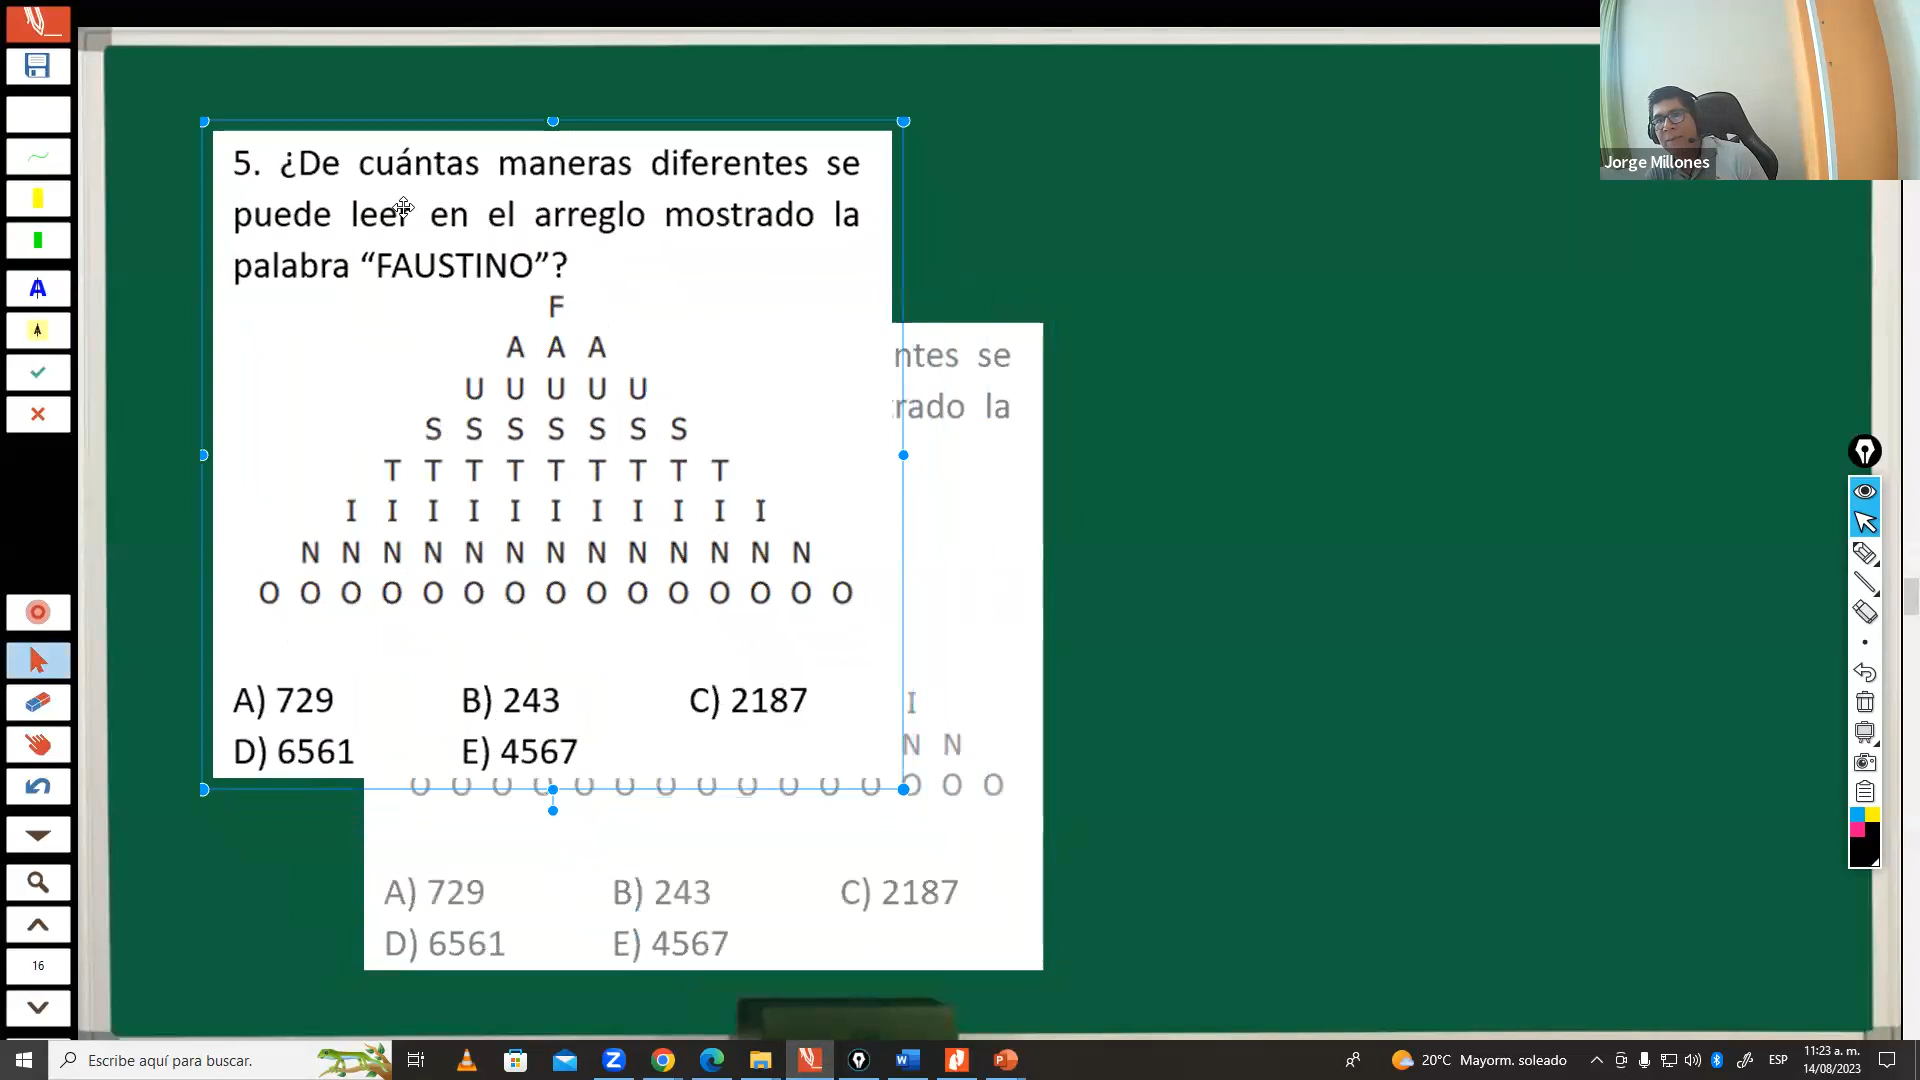 Jorge Millones
5. ¿De cuántas maneras diferentes se
puede leer en el arreglo mostrado la
palabra “FAUSTINO”?
F
A A A
U U U U U
S S S S S S S
T T T T T T T T T
I I I I I I I I I I I
N N N N N N N N N N N N N
O O O O O O O O O O O O O O O
A) 729 B) 243 C) 2187
D) 6561 E) 4567
ntes se
rado la
I
N N
O O O O O O O O O O O O O O O
A) 729 B) 243 C) 2187
D) 6561 E) 4567
16
Escribe aquí para buscar.
20°C Mayorm. soleado
ESP
11:23 a. m.
14/08/2023